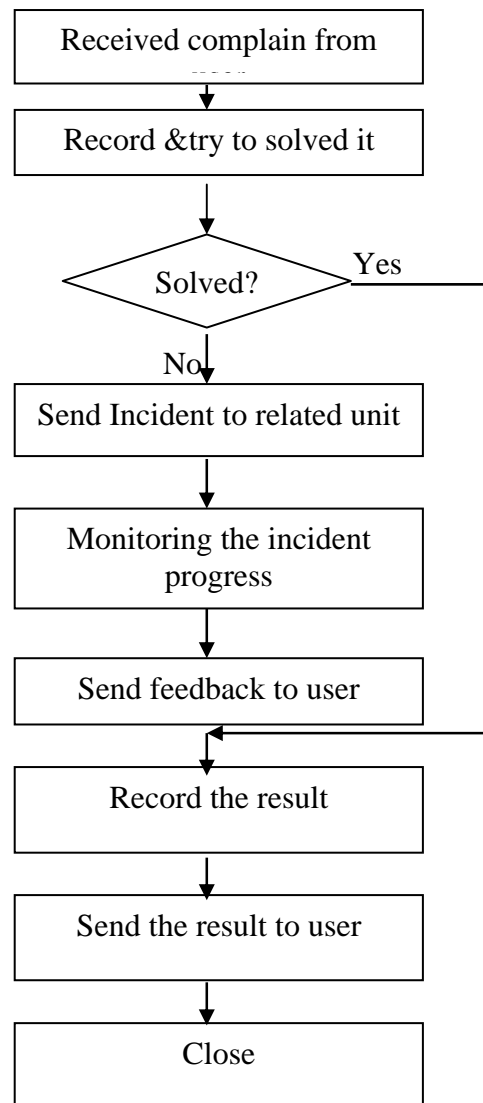 Received complain from
Record &try to solved it
Solved?
Yes
No
Send Incident to related unit
Monitoring the incident
progress
Send feedback to user
Record the result
Send the result to user
Close